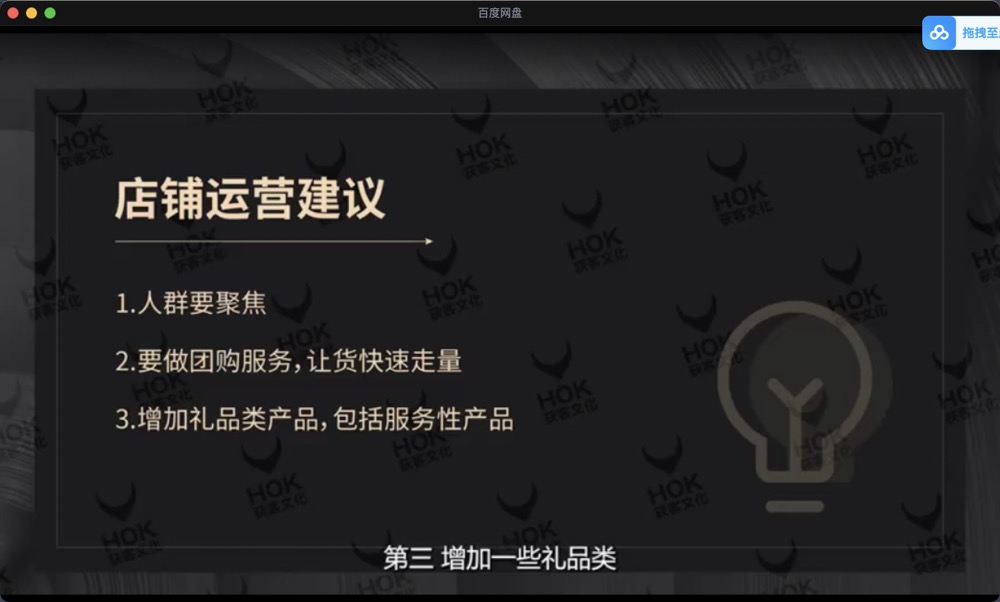 百度网盘
拖拽至
店铺运营建议
1.人群要聚焦
2.要做团购服务,让货快速走量
3.增加礼品类产品,包括服务性产品
第三 增加一些礼品类
HOK
获客文化